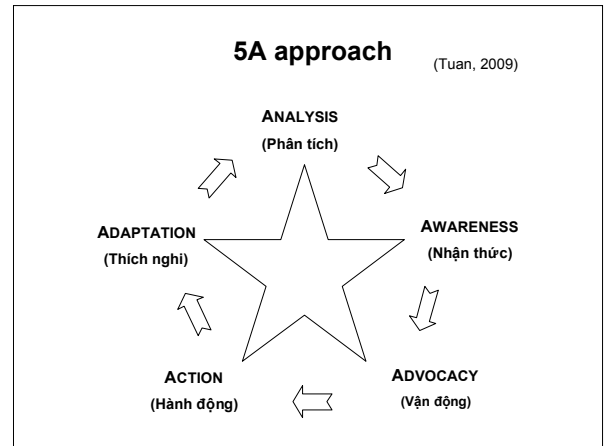 5A approach
(Tuan, 2009)
ANALYSIS
(Phân tích)
AWARENESS
(Nhận thức)
ADVOCACY
(Vận động)
ACTION
(Hành động)
ADAPTATION
(Thích nghi)